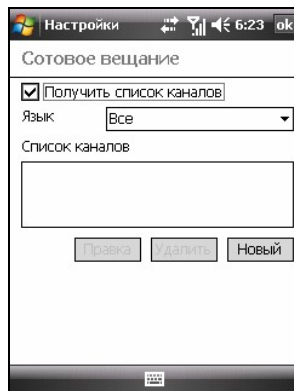 Настройки 6:23 ok
Сотовое вещание
Получить список каналов
Язык Все
Список каналов
Правка Удалить Новый